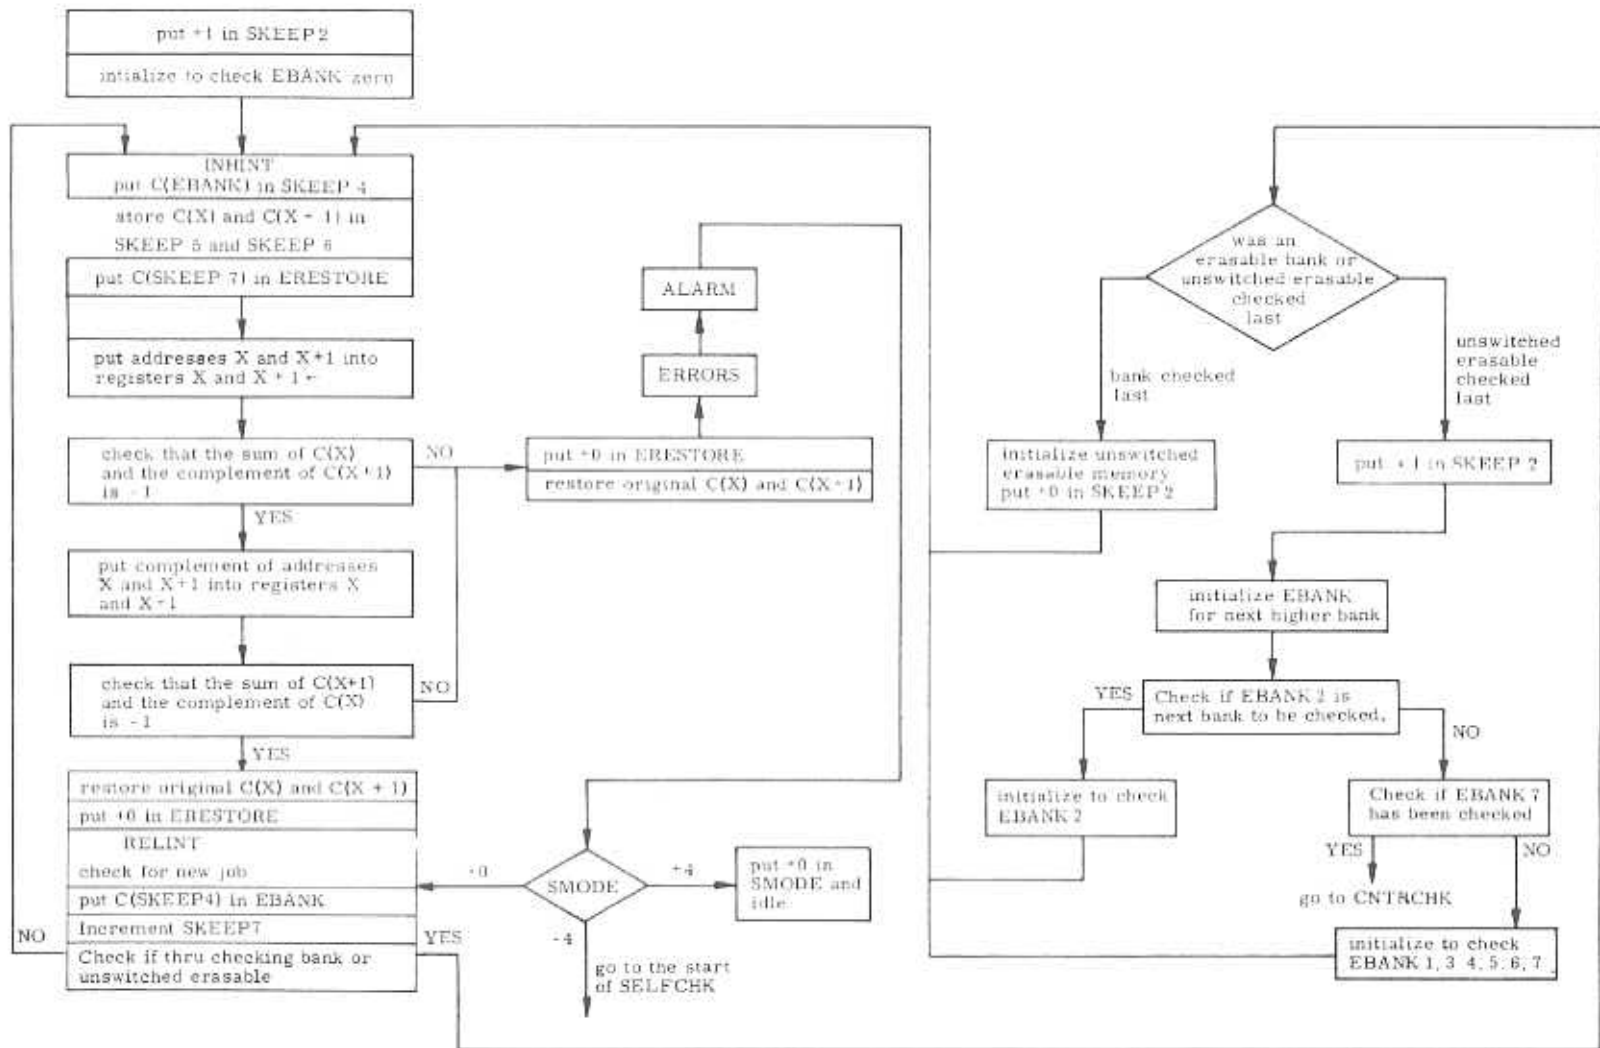 put +1 in SKEEP 2
intialize to check EBANK zero
INHINT
put C(EBANK) in SKEEP 4
store C(X) and C(X + 1) in
SKEEP 5 and SKEEP 6
put C(SKEEP 7) in ERESTORE
put addresses X and X+1 into
registers X and X + 1
check that the sum of C(X)
and the complement of C(X+1)
is -1
NO
YES
put complement of addresses
X and X+1 into registers X
and X+1
check that the sum of C(X+1)
and the complement of C(X)
is -1
NO
YES
restore original C(X) and C(X + 1)
put +0 in ERESTORE
RELINT
check for new job
put C(SKEEP4) in EBANK
Increment SKEEP7
NO
Check if thru checking bank or
unswitched erasable
YES
ALARM
ERRORS
put +0 in ERESTORE
restore original C(X) and C(X+1)
+0
SMODE
+4
put +0 in
SMODE and
idle
-4
go to the start
of SELFCHK
was an
erasable bank or
unswitched erasable
checked
last
bank checked
last
unswitched
erasable
checked
last
initialize unswitched
erasable memory
put +0 in SKEEP 2
put +1 in SKEEP 2
initialize EBANK
for next higher bank
YES
Check if EBANK 2 is
next bank to be checked.
NO
initialize to check
EBANK 2
Check if EBANK 7
has been checked
YES
NO
go to CNTRCHK
initialize to check
EBANK 1, 3 4, 5, 6, 7